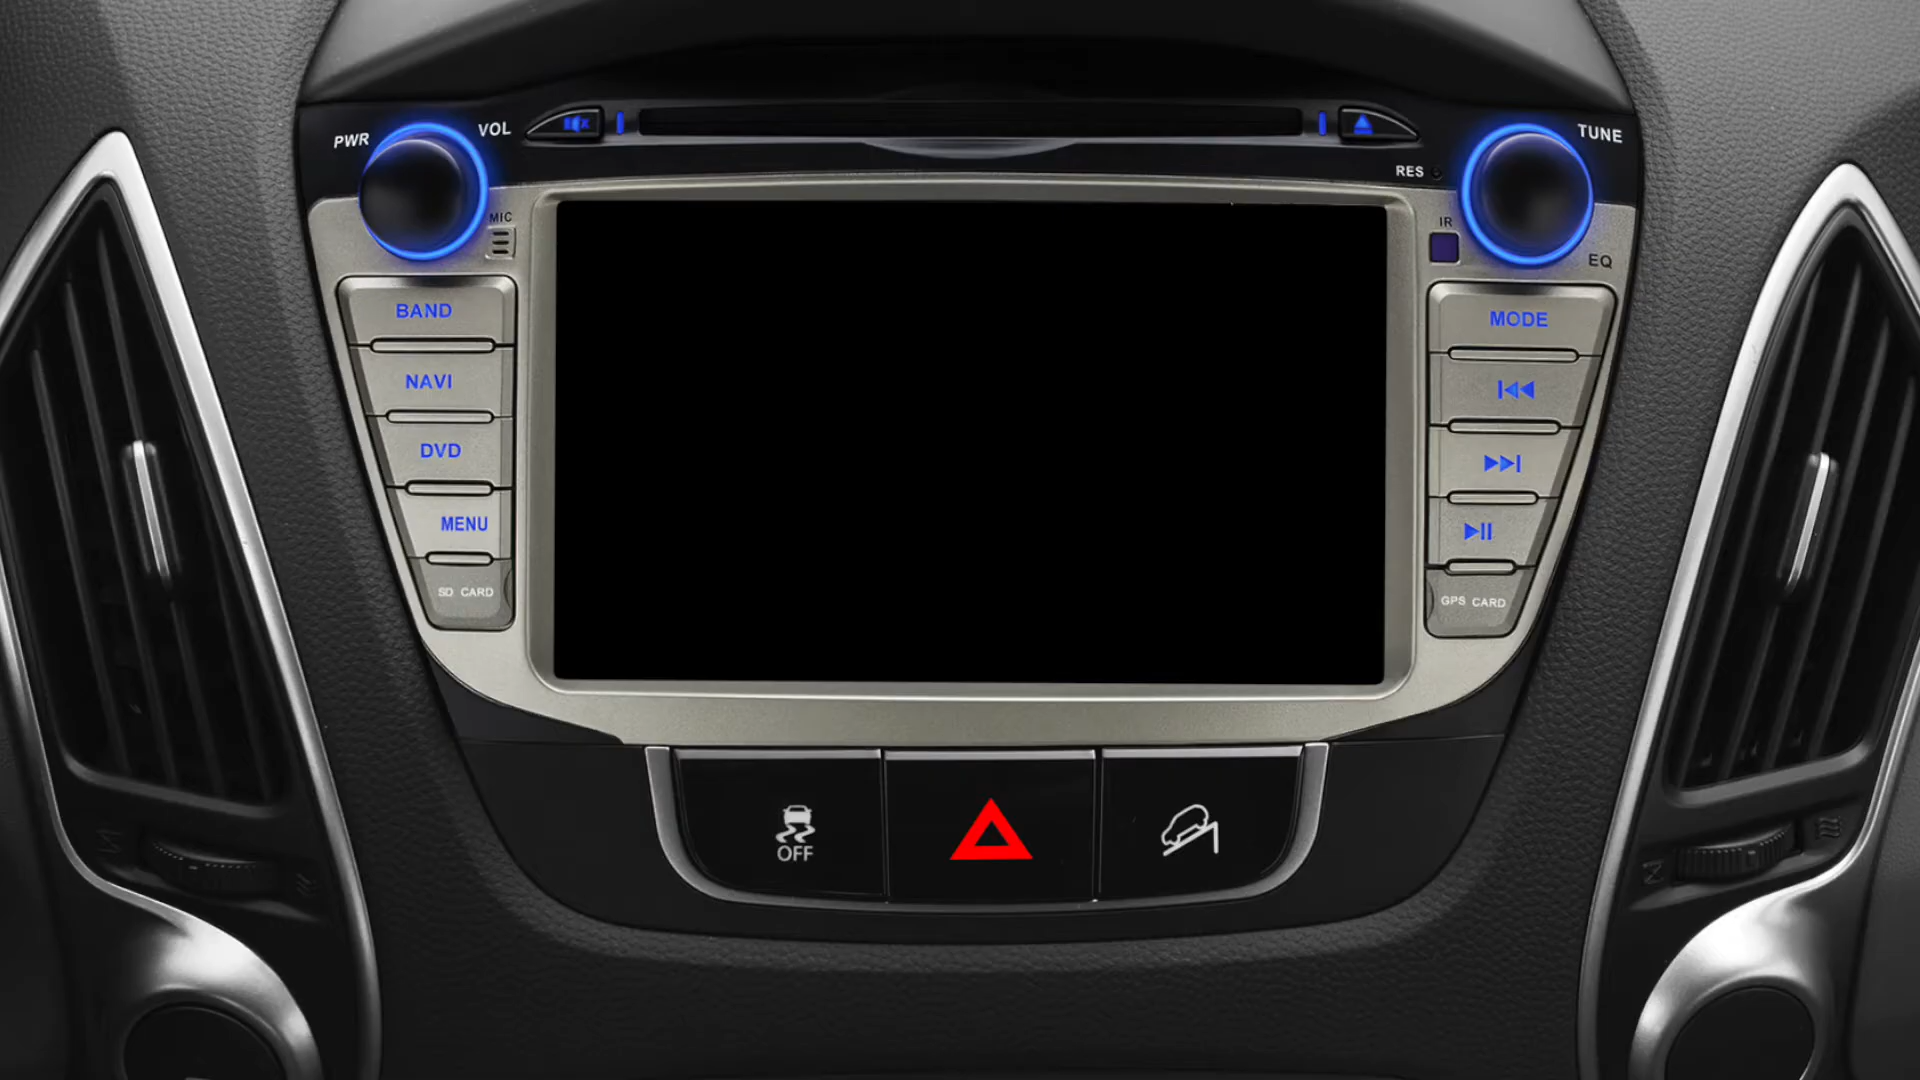 PWR
VOL
TUNE
RES
MIC
IR
EQ
BAND
NAVI
DVD
MENU
SD CARD
MODE
GPS CARD
OFF